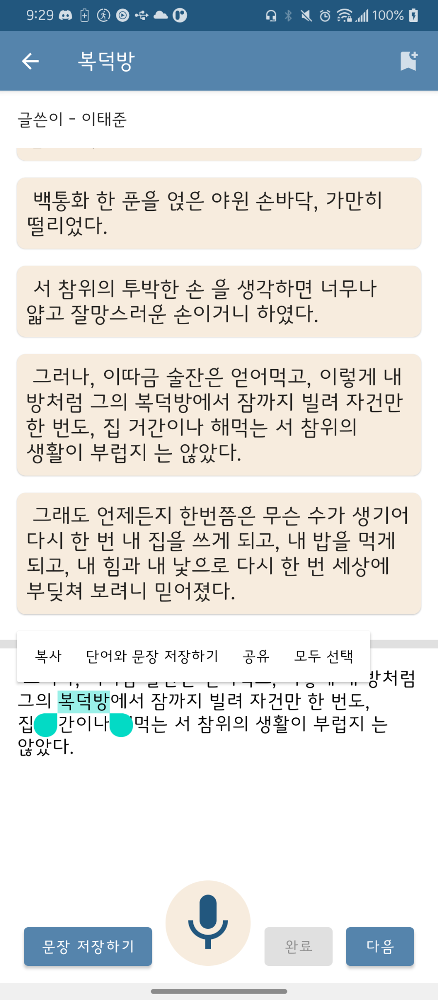 9:29
100%
복덕방
글쓴이 - 이태준
백통화 한 푼을 얹은 야윈 손바닥, 가만히
떨리었다.
서 참위의 투박한 손 을 생각하면 너무나
얇고 잘망스러운 손이거니 하였다.
그러나, 이따금 술잔은 얻어먹고, 이렇게 내
방처럼 그의 복덕방에서 잠까지 빌려 자건만
한 번도, 집 거간이나 해먹는 서 참위의
생활이 부럽지 는 않았다.
그래도 언제든지 한번쯤은 무슨 수가 생기어
다시 한 번 내 집을 쓰게 되고, 내 밥을 먹게
되고, 내 힘과 내 낯으로 다시 한 번 세상에
부딪쳐 보려니 믿어졌다.
복사 단어와 문장 저장하기 공유 모두 선택
방처럼
그의 복덕방에서 잠까지 빌려 자건만 한 번도,
집 간이나 먹는 서 참위의 생활이 부럽지 는
않았다.
문장 저장하기 완료 다음